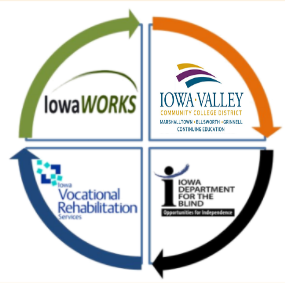 IowaWORKS
IOWA VALLEY
COMMUNITY COLLEGE DISTRICT
MARSHALLTOWN • ELLSWORTH • GRINNELL
CONTINUING EDUCATION
Iowa
Vocational
Rehabilitation
Services
IOWA
DEPARTMENT
FOR THE
BLIND
Opportunities for Independence